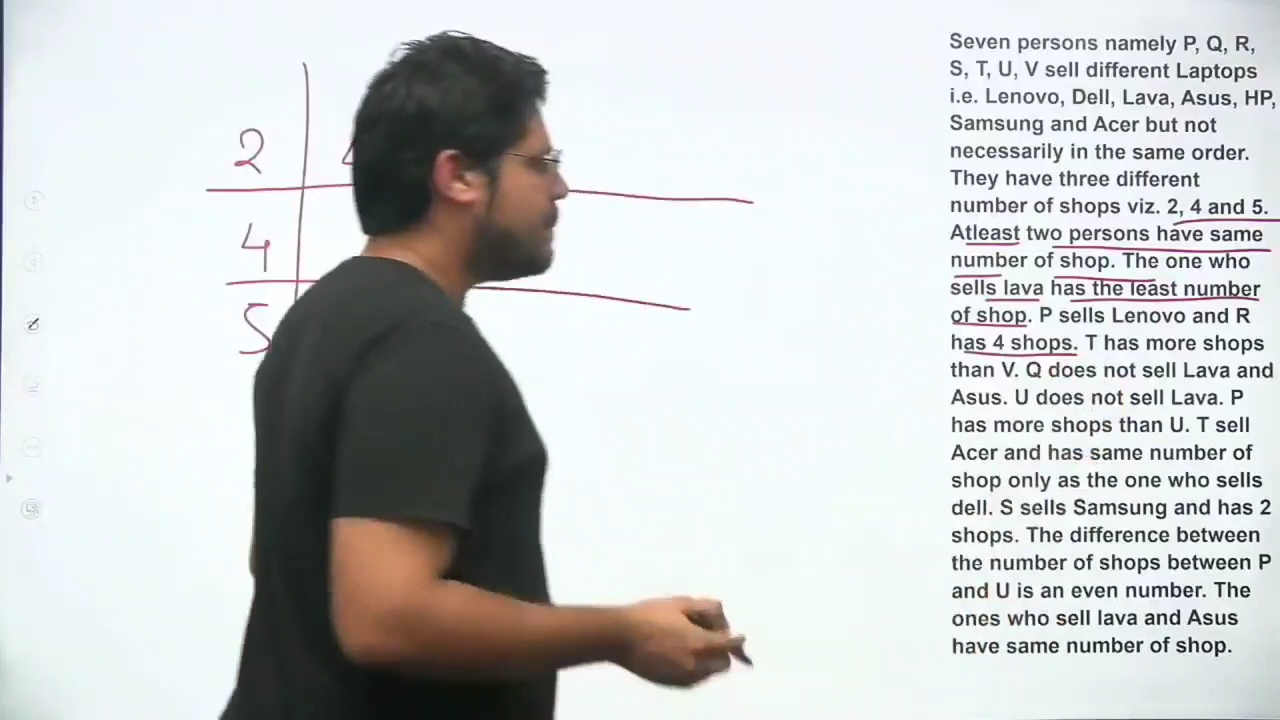 2
4
5
Seven persons namely P, Q, R,
S, T, U, V sell different Laptops
i.e. Lenovo, Dell, Lava, Asus, HP,
Samsung and Acer but not
necessarily in the same order.
They have three different
number of shops viz. 2, 4 and 5.
Atleast two persons have same
number of shop. The one who
sells lava has the least number
of shop. P sells Lenovo and R
has 4 shops. T has more shops
than V. Q does not sell Lava and
Asus. U does not sell Lava. P
has more shops than U. T sell
Acer and has same number of
shop only as the one who sells
dell. S sells Samsung and has 2
shops. The difference between
the number of shops between P
and U is an even number. The
ones who sell lava and Asus
have same number of shop.